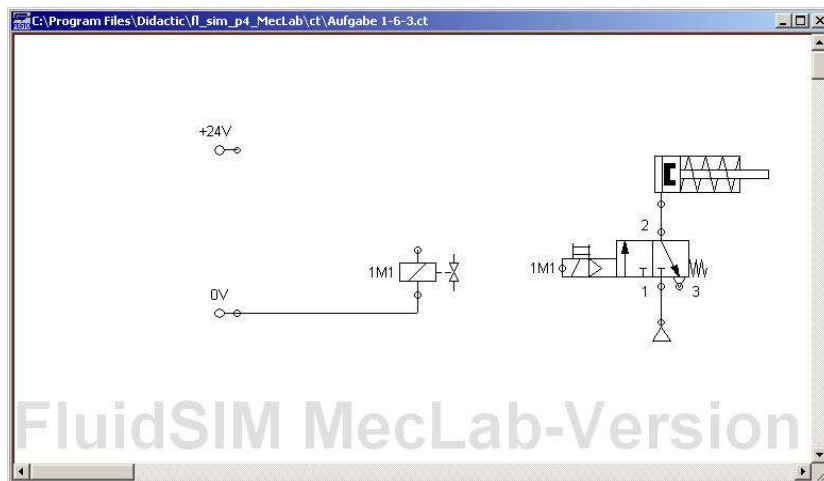 C:\Program Files\Didactic\fl_sim_p4_MecLab\ct\Aufgabe 1-6-3.ct
+24V
2
1M1
1M1
0V
1
3
FluidSIM MecLab-Version